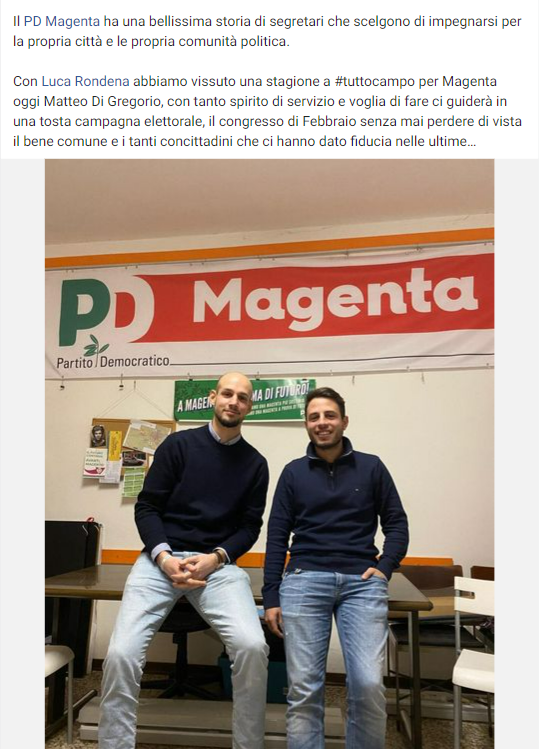 Il PD Magenta ha una bellissima storia di segretari che scelgono di impegnarsi per
la propria città e le propria comunità politica.
Con Luca Rondena abbiamo vissuto una stagione a #tuttocampo per Magenta
oggi Matteo Di Gregorio, con tanto spirito di servizio e voglia di fare ci guiderà in
una tosta campagna elettorale, il congresso di Febbraio senza mai perdere di vista
il bene comune e i tanti concittadini che ci hanno dato fiducia nelle ultime...
PD Magenta
Partito Democratico
A MAGEN MA DI FUTURO!